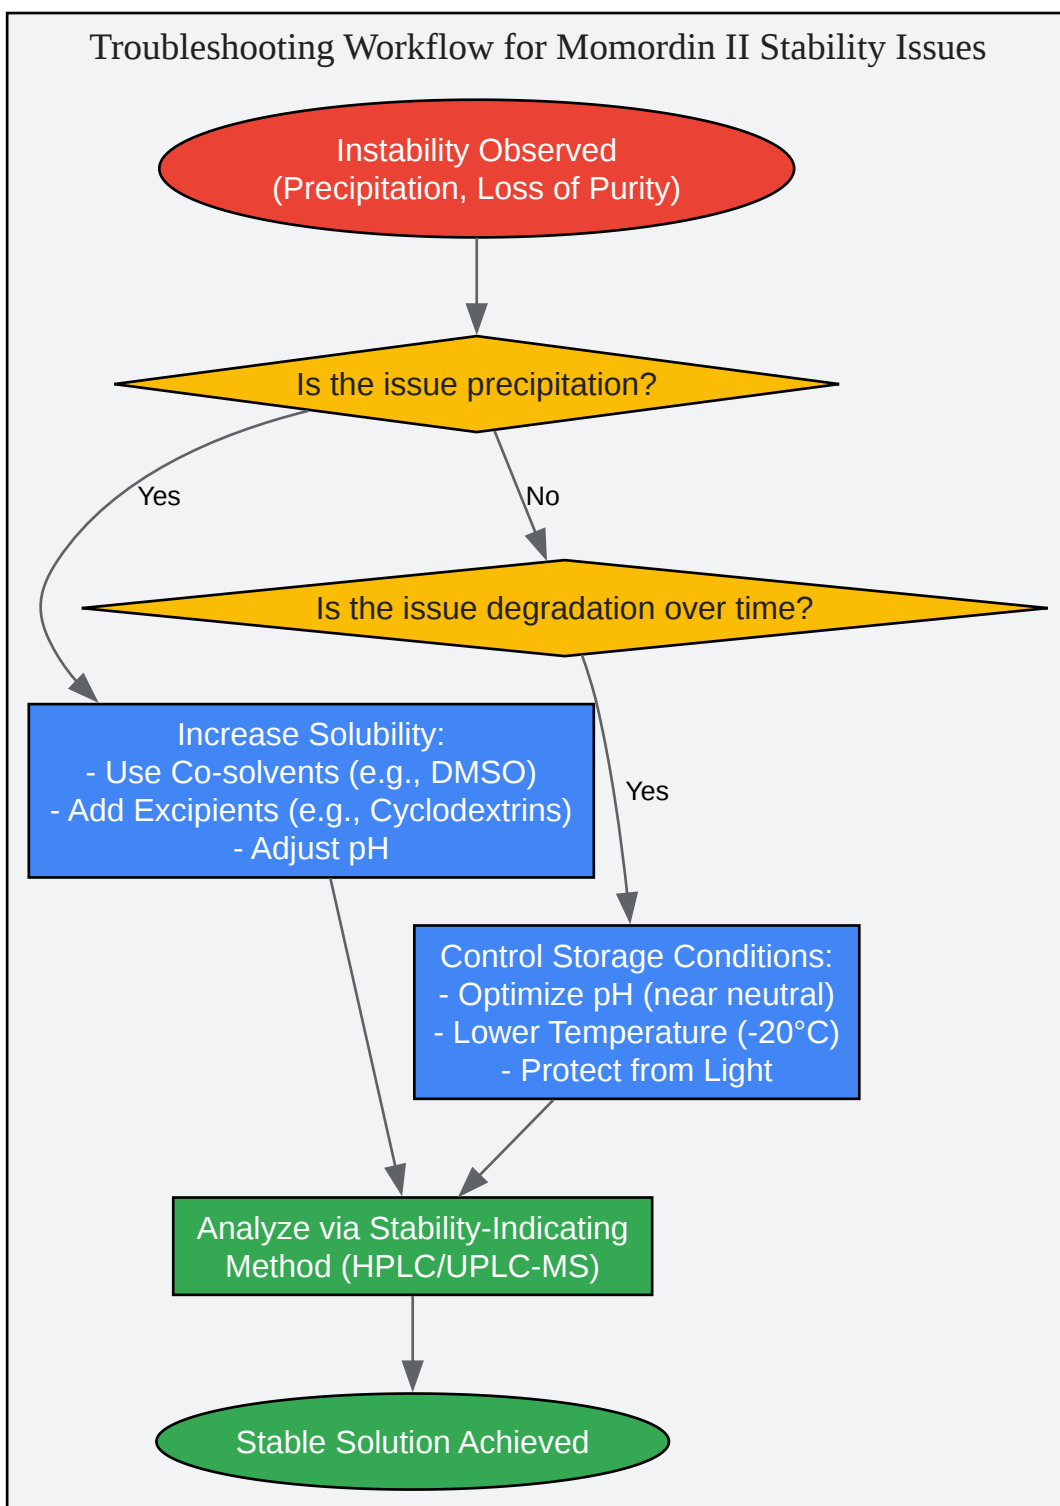 Troubleshooting Workflow for Momordin II Stability Issues
Instability Observed
(Precipitation, Loss of Purity)
Is the issue precipitation?
Yes
No
Is the issue degradation over time?
Increase Solubility:
- Use Co-solvents (e.g., DMSO)
- Add Excipients (e.g., Cyclodextrins)
- Adjust pH
Yes
Control Storage Conditions:
- Optimize pH (near neutral)
- Lower Temperature (-20°C)
- Protect from Light
Analyze via Stability-Indicating
Method (HPLC/UPLC-MS)
Stable Solution Achieved